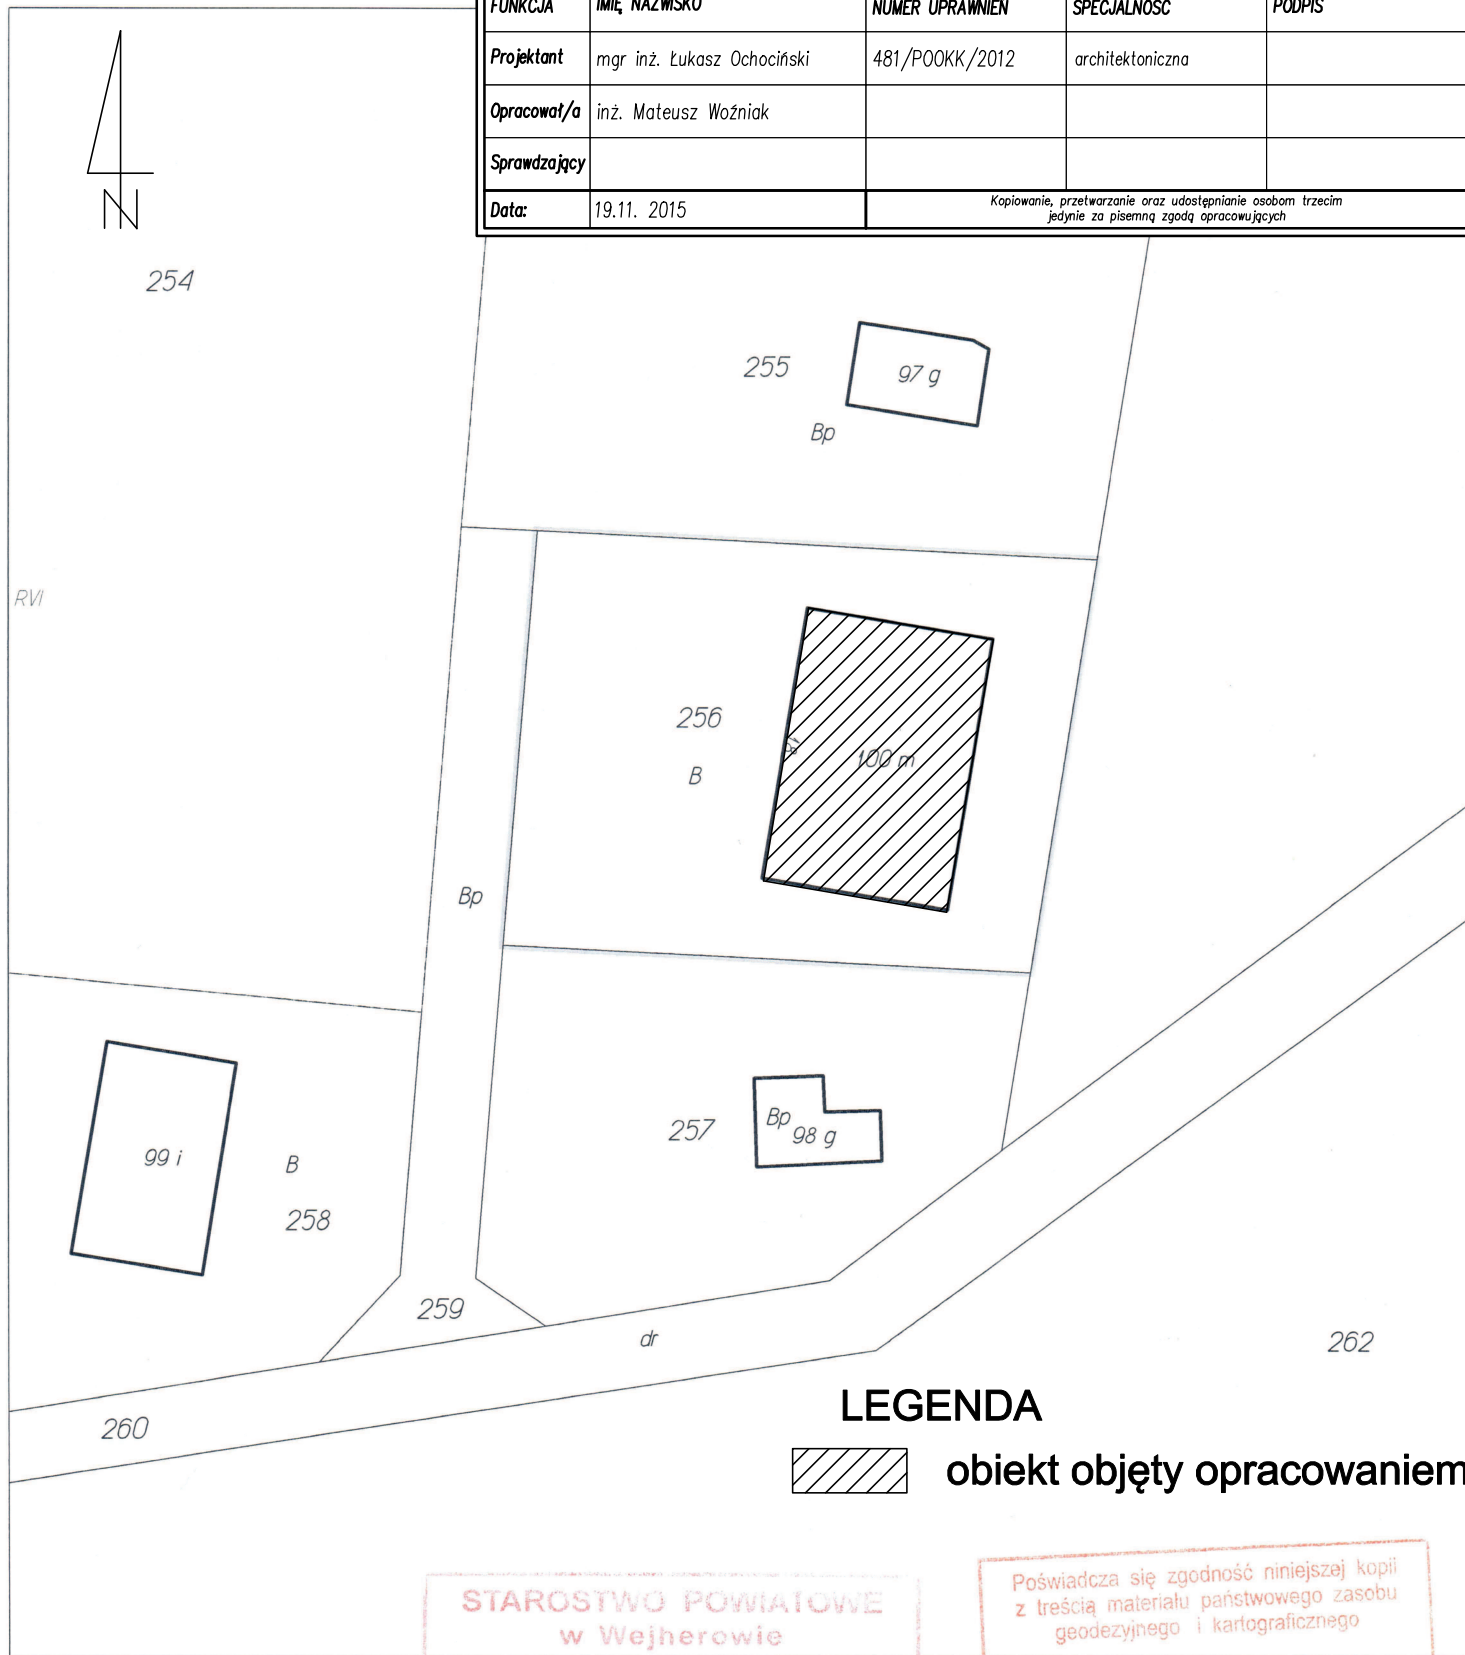 FUNKCJA IMIĘ NAZWISKO NUMER UPRAWNIEŃ SPECJALNOŚĆ PODPIS
Projektant mgr inż. Łukasz Ochociński 481/POOKK/2012 architektoniczna
Opracował/a inż. Mateusz Woźniak
Sprawdzający
Data: 19.11. 2015 Kopiowanie, przetwarzanie oraz udostępnianie osobom trzecim
jedynie za pisemną zgodą opracowujących
N
254
255
97 g
Bp
RVI
256
100 m
B
Bp
257
Bp
98 g
99 i
B
258
259
dr
262
260
LEGENDA
obiekt objęty opracowaniem
STAROSTWO POWIATOWE
w Wejherowie
Poświadcza się zgodność niniejszej kopii
z treścią materiału państwowego zasobu
geodezyjnego i kartograficznego